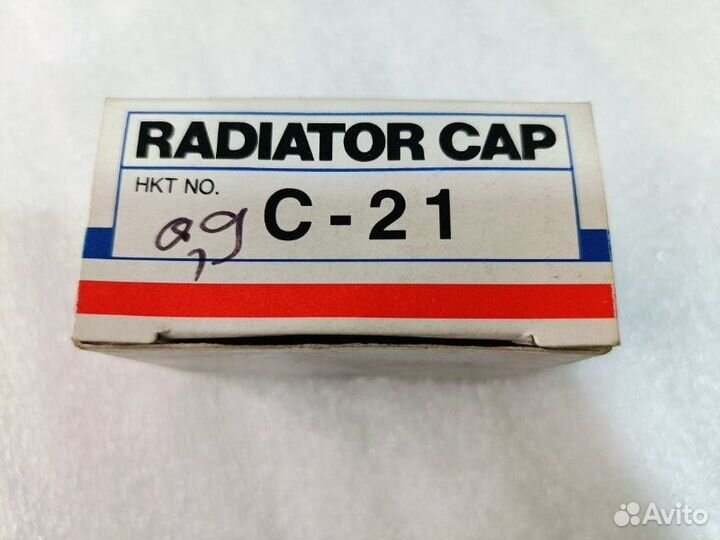 RADIATOR CAP
HKT NO.
0,9 C - 21
Avito